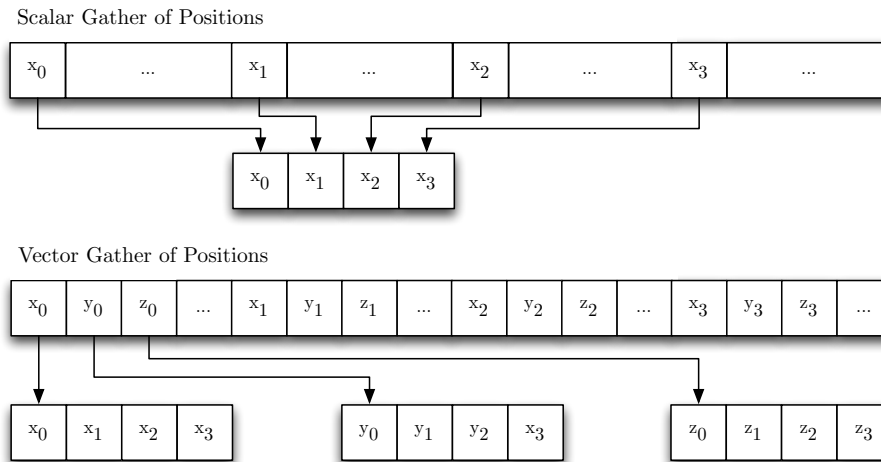 Scalar Gather of Positions
x0 ... x1 ... x2 ... x3 ...
x0 x1 x2 x3
Vector Gather of Positions
x0 y0 z0 ... x1 y1 z1 ... x2 y2 z2 ... x3 y3 z3 ...
x0 x1 x2 x3 y0 y1 y2 x3 z0 z1 z2 z3